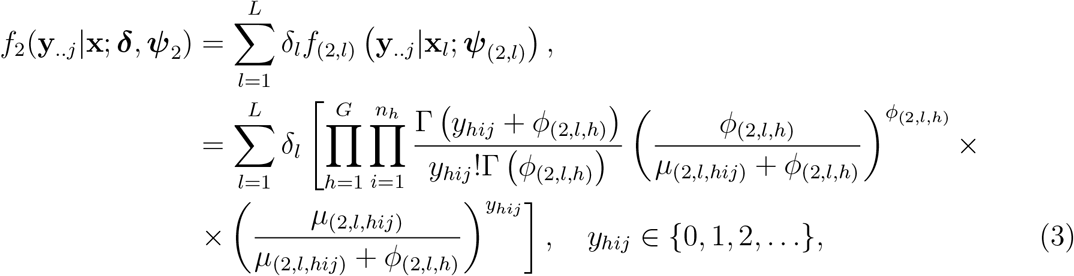 f_2(\mathbf{y}_{..j}|\mathbf{x}; \boldsymbol{\delta}, \boldsymbol{\psi}_2) = \sum_{l=1}^{L} \delta_l f_{(2,l)} \left( \mathbf{y}_{..j}|\mathbf{x}_l; \boldsymbol{\psi}_{(2,l)} \right),
= \sum_{l=1}^{L} \delta_l \left[ \prod_{h=1}^{G} \prod_{i=1}^{n_h} \frac{\Gamma \left( y_{hij} + \phi_{(2,l,h)} \right)}{y_{hij}! \Gamma \left( \phi_{(2,l,h)} \right)} \left( \frac{\phi_{(2,l,h)}}{\mu_{(2,l,hij)} + \phi_{(2,l,h)}} \right)^{\phi_{(2,l,h)}} \times \right.
\left. \times \left( \frac{\mu_{(2,l,hij)}}{\mu_{(2,l,hij)} + \phi_{(2,l,h)}} \right)^{y_{hij}} \right], \quad y_{hij} \in \{0, 1, 2, \ldots\}, \quad (3)